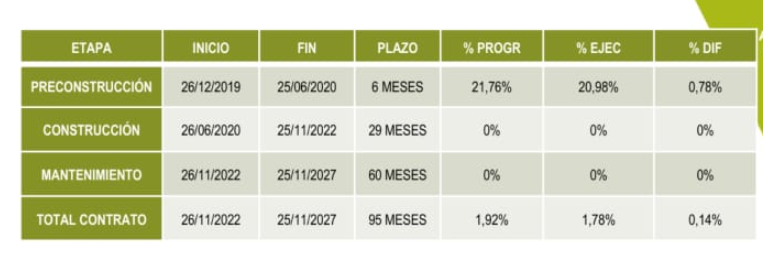 ETAPA INICIO FIN PLAZO % PROGR % EJEC % DIF
PRECONSTRUCCIÓN 26/12/2019 25/06/2020 6 MESES 21,76% 20,98% 0,78%
CONSTRUCCIÓN 26/06/2020 25/11/2022 29 MESES 0% 0% 0%
MANTENIMIENTO 26/11/2022 25/11/2027 60 MESES 0% 0% 0%
TOTAL CONTRATO 26/11/2022 25/11/2027 95 MESES 1,92% 1,78% 0,14%